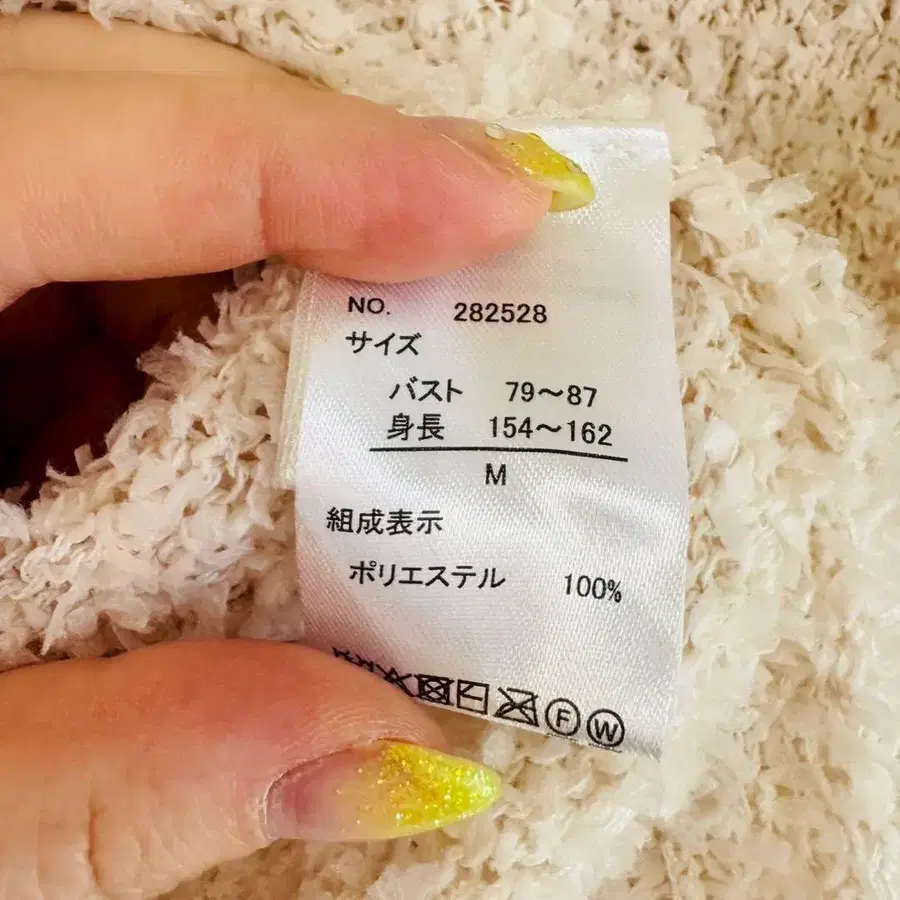 NO. 282528
サイズ
バスト 79～87
身長 154～162
M
組成表示
ポリエステル 100%
F W